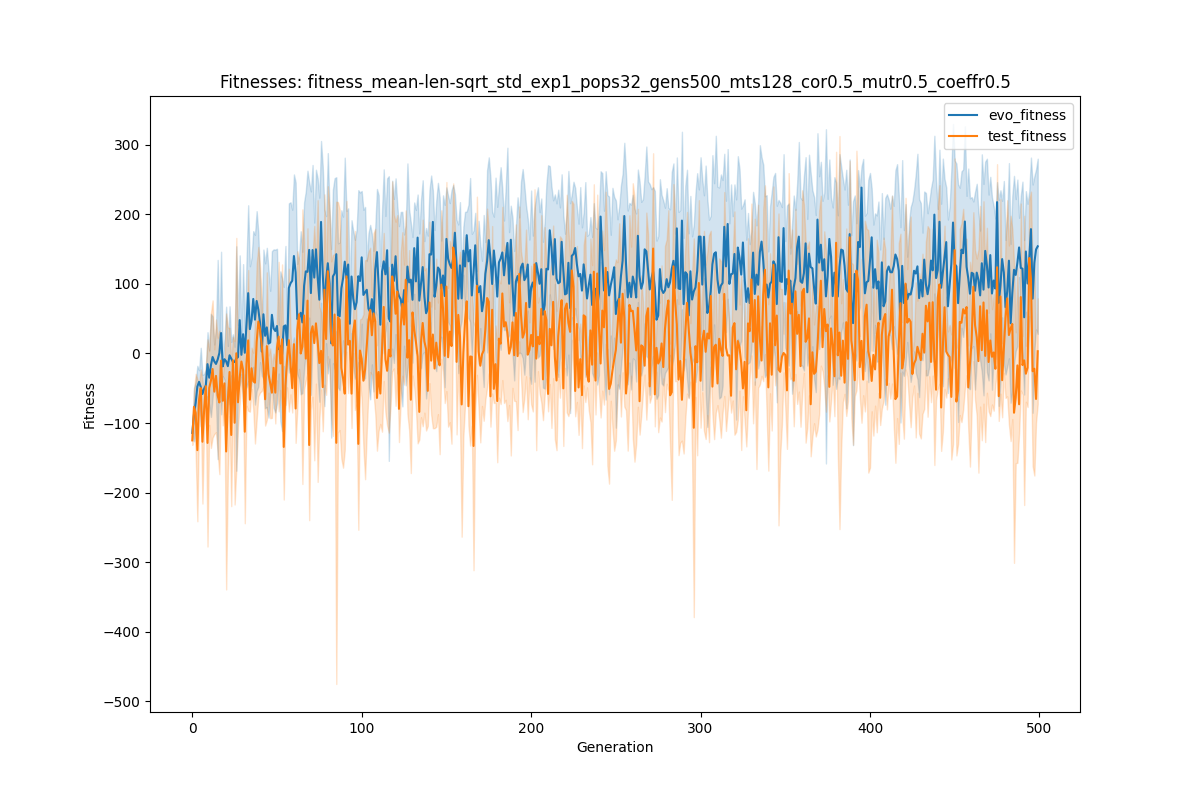 Fitnesses: fitness_mean-len-sqrt_std_exp1_pops32_gens500_mts128_cor0.5_mutr0.5_coeffr0.5
evo_fitness
test_fitness
300
200
100
0
−100
−200
−300
−400
−500
Fitness
0 100 200 300 400 500
Generation